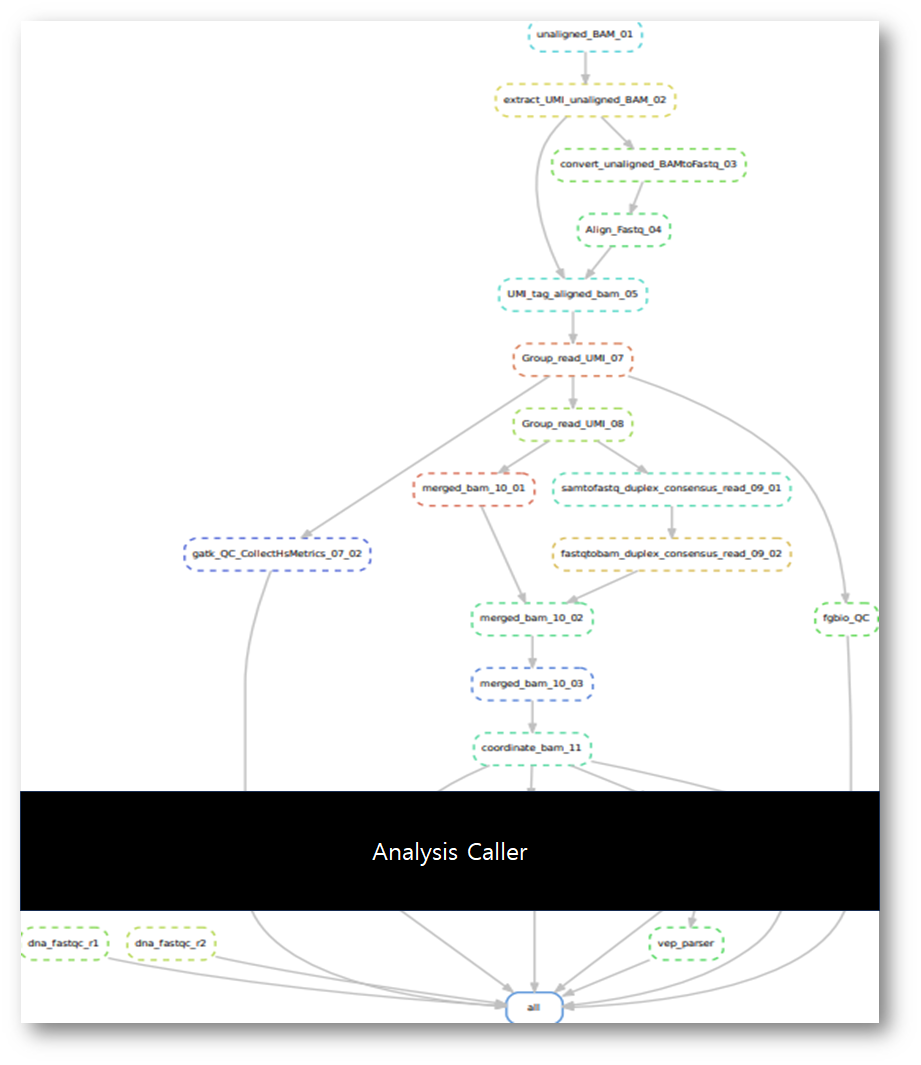 unaligned_BAM_01
extract_UMI_unaligned_BAM_02
convert_unaligned_BAMtoFastq_03
Align_Fastq_04
UMI_tag_aligned_bam_05
Group_read_UMI_07
Group_read_UMI_08
merged_bam_10_01
samtofastq_duplex_consensus_read_09_01
gatk_QC_CollectHsMetrics_07_02
fastqtobam_duplex_consensus_read_09_02
merged_bam_10_02
fgbio_QC
merged_bam_10_03
coordinate_bam_11
Analysis Caller
dna_fastqc_r1
dna_fastqc_r2
vep_parser
all